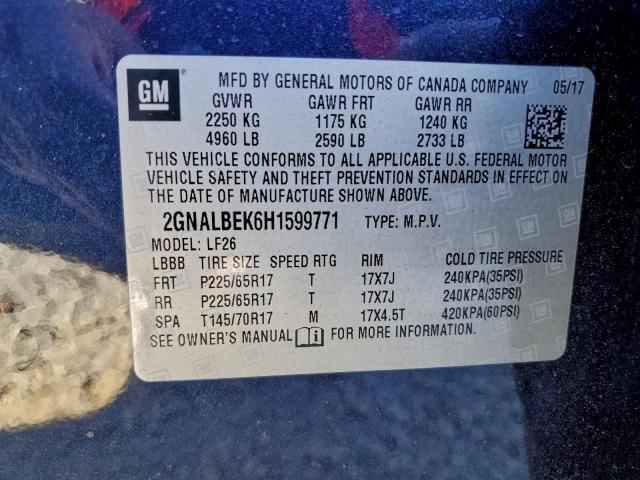 GM
MFD BY GENERAL MOTORS OF CANADA COMPANY 05/17
GVWR GAWR FRT GAWR RR
2250 KG 1175 KG 1240 KG
4960 LB 2590 LB 2733 LB
THIS VEHICLE CONFORMS TO ALL APPLICABLE U.S. FEDERAL MOTOR
VEHICLE SAFETY AND THEFT PREVENTION STANDARDS IN EFFECT ON
THE DATE OF MANUFACTURE SHOWN ABOVE.
2GNALBEK6H1599771 TYPE: M.P.V.
MODEL: LF26
LBBB TIRE SIZE SPEED RTG RIM COLD TIRE PRESSURE
FRT P225/65R17 T 17X7J 240KPA(35PSI)
RR P225/65R17 T 17X7J 240KPA(35PSI)
SPA T145/70R17 M 17X4.5T 420KPA(60PSI)
SEE OWNER'S MANUAL FOR MORE INFORMATION.